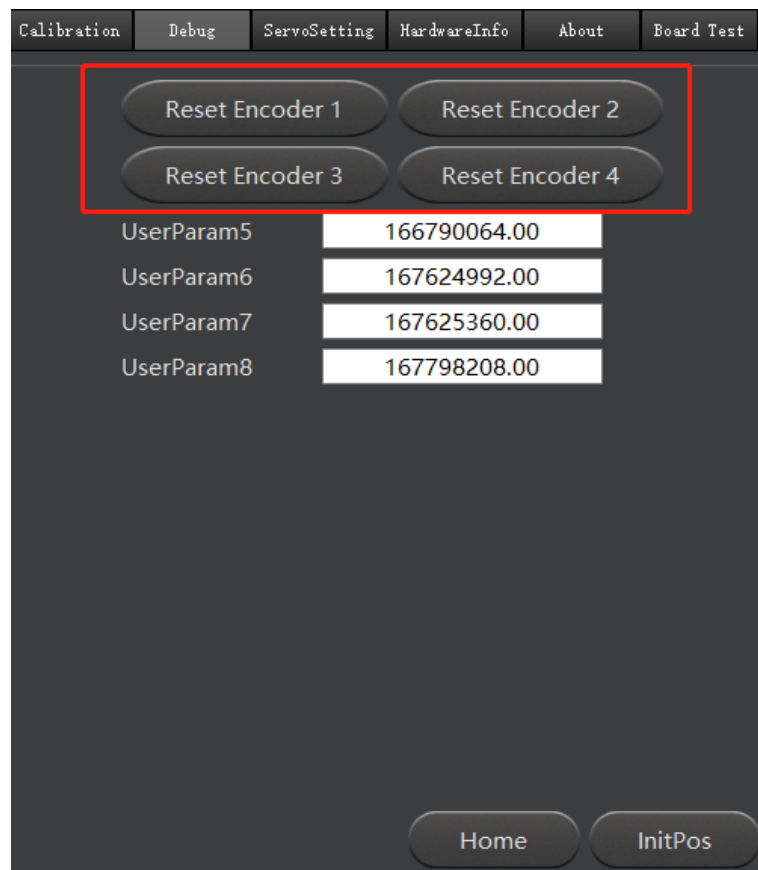 Calibration Debug ServoSetting HardwareInfo About Board Test
Reset Encoder 1 Reset Encoder 2
Reset Encoder 3 Reset Encoder 4
UserParam5 166790064.00
UserParam6 167624992.00
UserParam7 167625360.00
UserParam8 167798208.00
Home InitPos